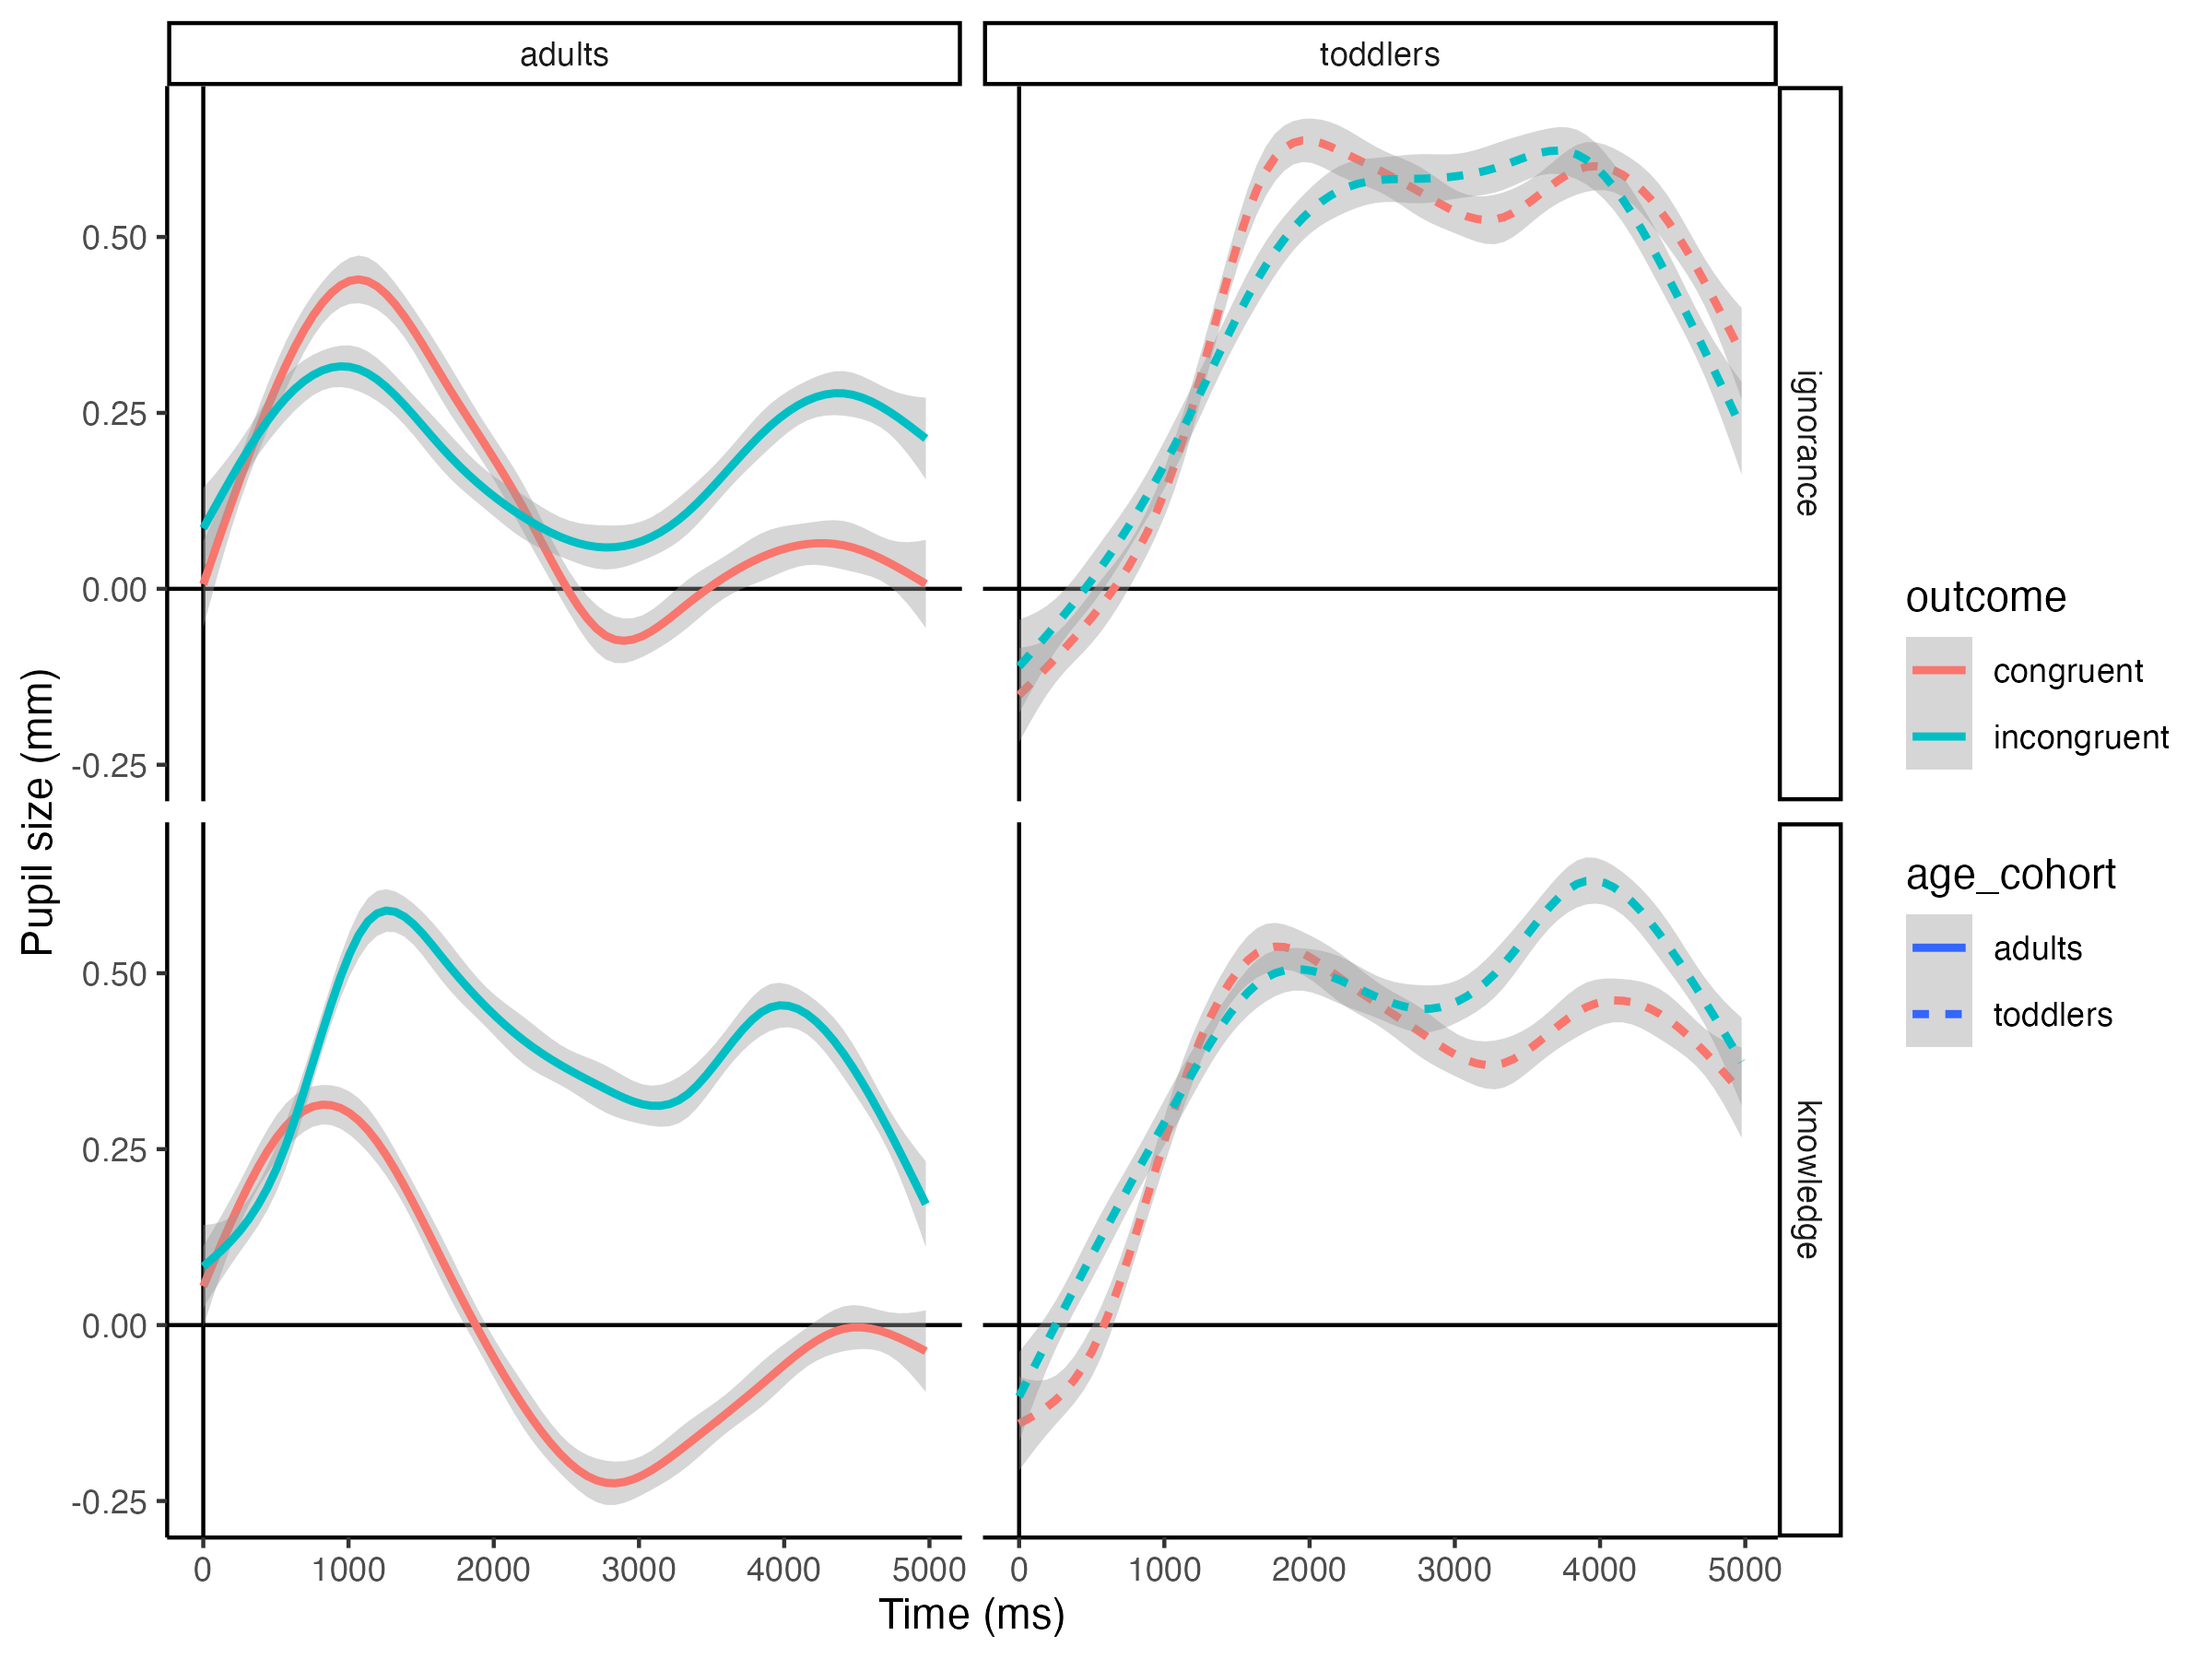 adults
toddlers
ignorance
knowledge
Pupil size (mm)
0.50
0.25
0.00
-0.25
0.50
0.25
0.00
-0.25
0 1000 2000 3000 4000 5000
0 1000 2000 3000 4000 5000
Time (ms)
outcome
congruent
incongruent
age_cohort
adults
toddlers